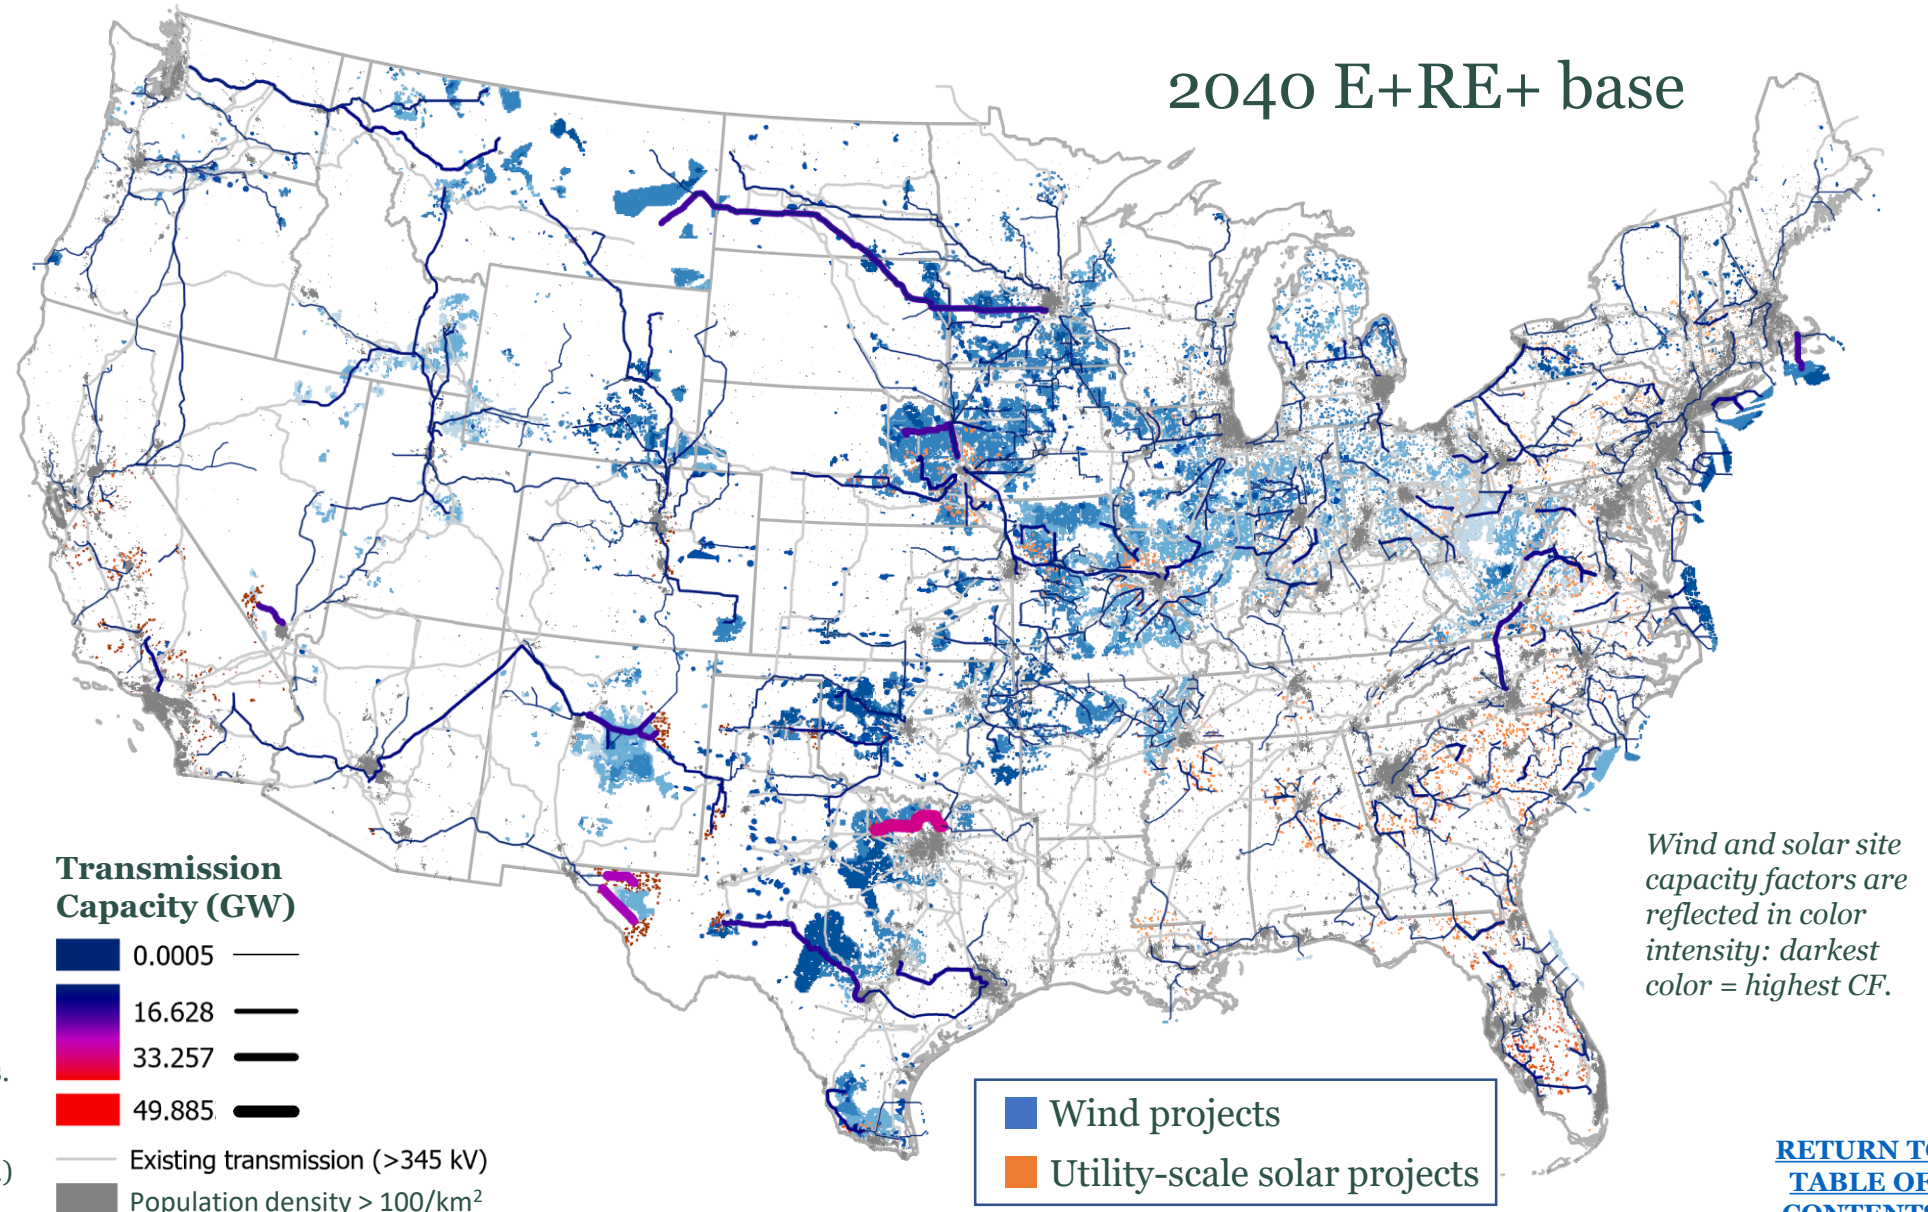 2040 E+RE+ base
Wind and solar site
capacity factors are
reflected in color
intensity: darkest
color = highest CF.
Transmission
Capacity (GW)
0.0005
16.628
33.257
49.885
Existing transmission (>345 kV)
Population density > 100/km²
Wind projects
Utility-scale solar projects
s.
)
RETURN TO
TABLE OF
CONTENTS